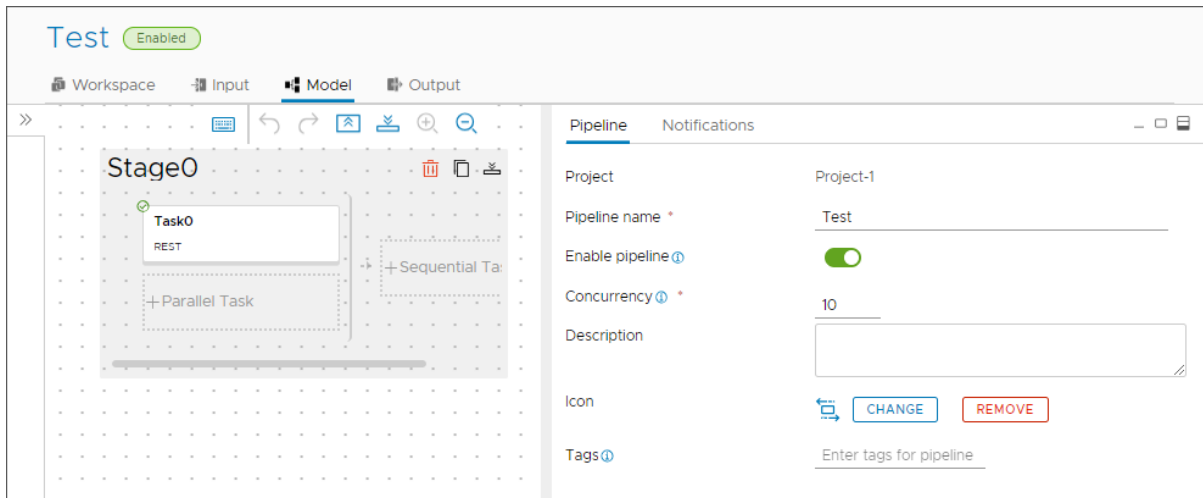 Test Enabled
Workspace Input Model Output
Stage0
Task0
REST
+Sequential Ta
+Parallel Task
Pipeline Notifications
Project Project-1
Pipeline name * Test
Enable pipeline
Concurrency * 10
Description
Icon CHANGE REMOVE
Tags Enter tags for pipeline